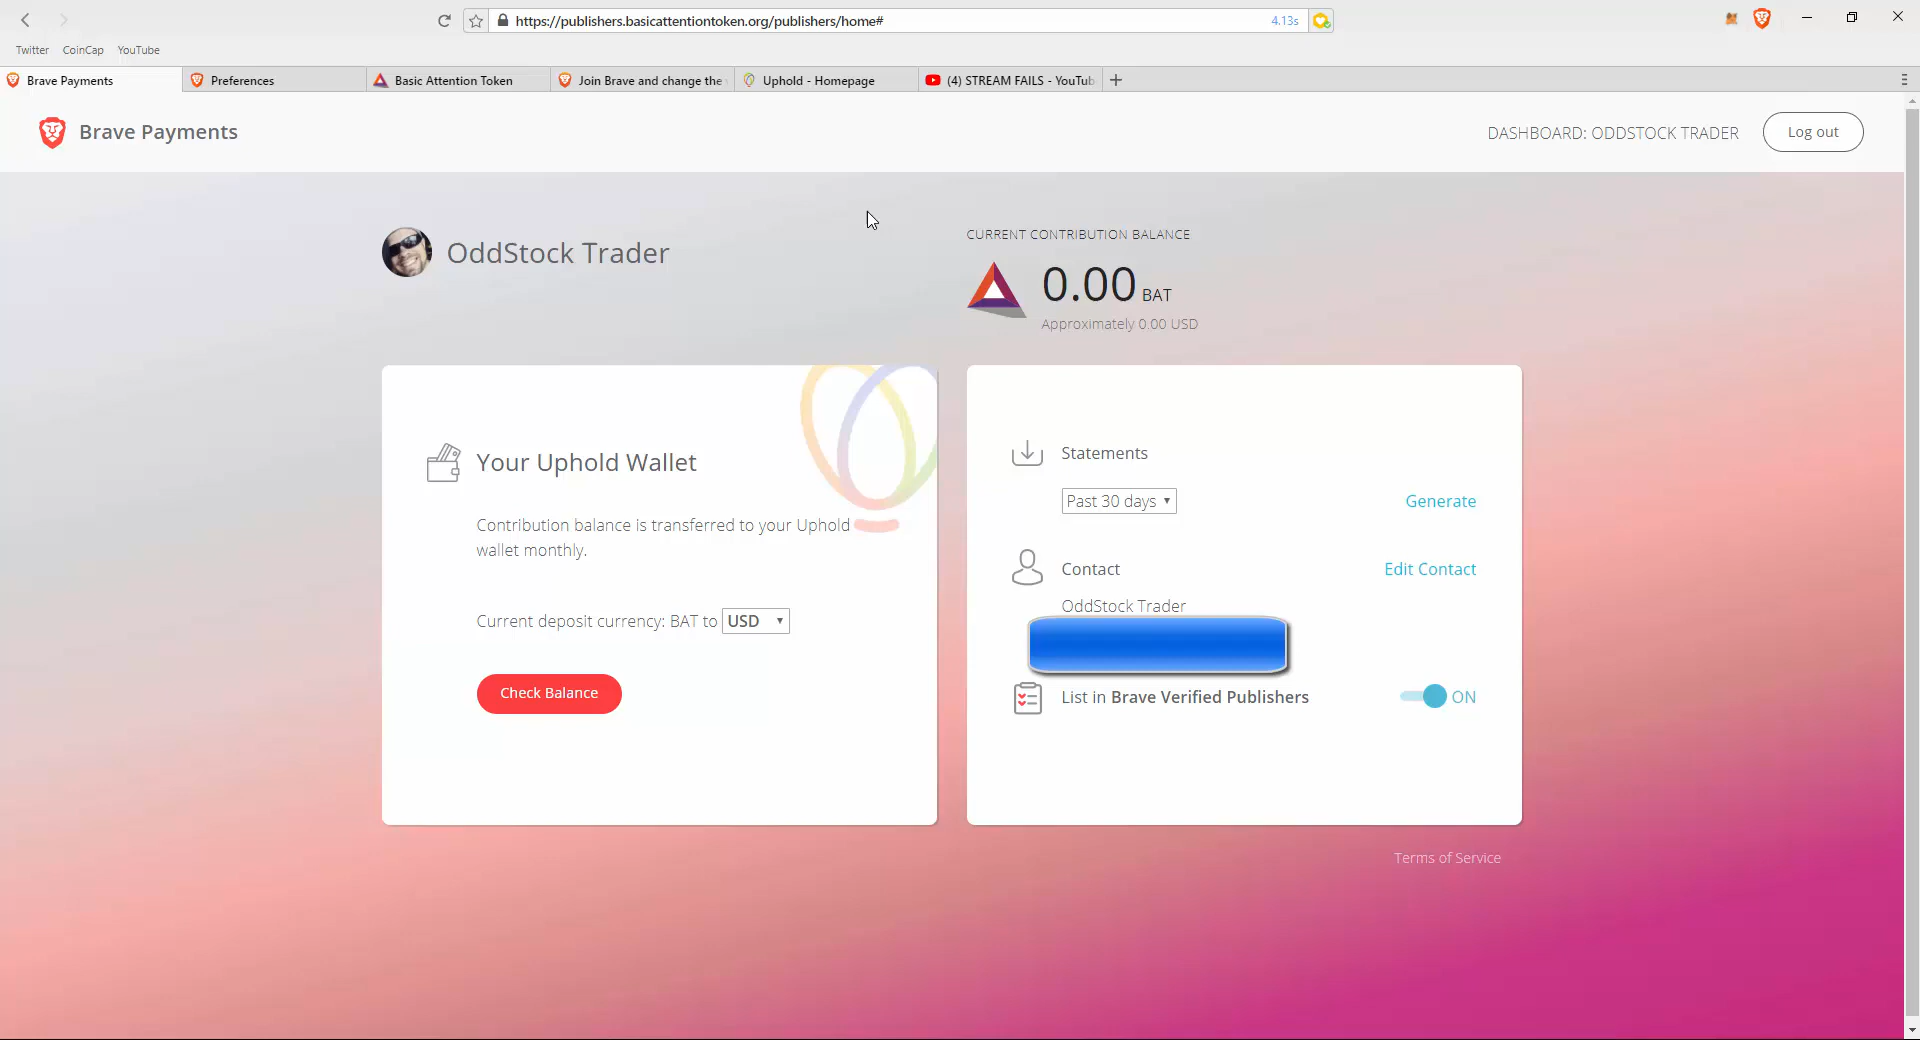 https://publishers.basicattentiontoken.org/publishers/home#
4.13s
Twitter CoinCap YouTube
Brave Payments
Preferences
Basic Attention Token
Join Brave and change the
Uphold - Homepage
(4) STREAM FAILS - YouTub
Brave Payments
DASHBOARD: ODDSTOCK TRADER
Log out
OddStock Trader
CURRENT CONTRIBUTION BALANCE
0.00 BAT
Approximately 0.00 USD
Your Uphold Wallet
Contribution balance is transferred to your Uphold
wallet monthly.
Current deposit currency: BAT to USD
Check Balance
Statements
Past 30 days
Generate
Contact
Edit Contact
OddStock Trader
List in Brave Verified Publishers
ON
Terms of Service